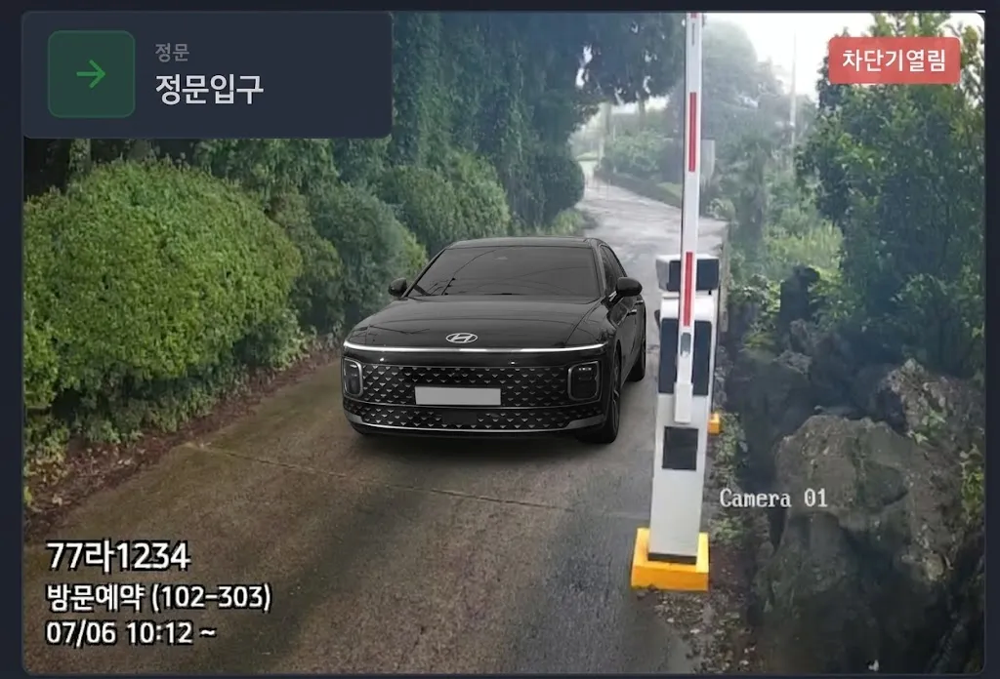 정문
정문입구
차단기열림
Camera 01
77라1234
방문예약 (102-303)
07/06 10:12 ~